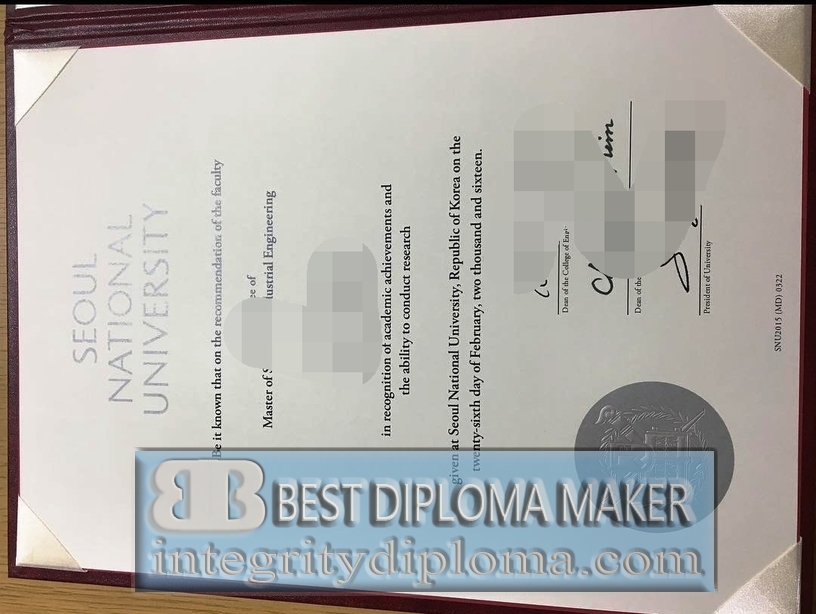 SEOUL
NATIONAL
UNIVERSITY
Be it known that on the recommendation of the faculty
Master of
Engineering
in recognition of academic achievements and
the ability to conduct research
given at Seoul National University, Republic of Korea on the
twenty-sixth day of February, two thousand and sixteen.
Dean of the College of
Dean of the
President of University
SNU2015 (MD) 0322
BB BEST DIPLOMA MAKER
integritydiploma.com